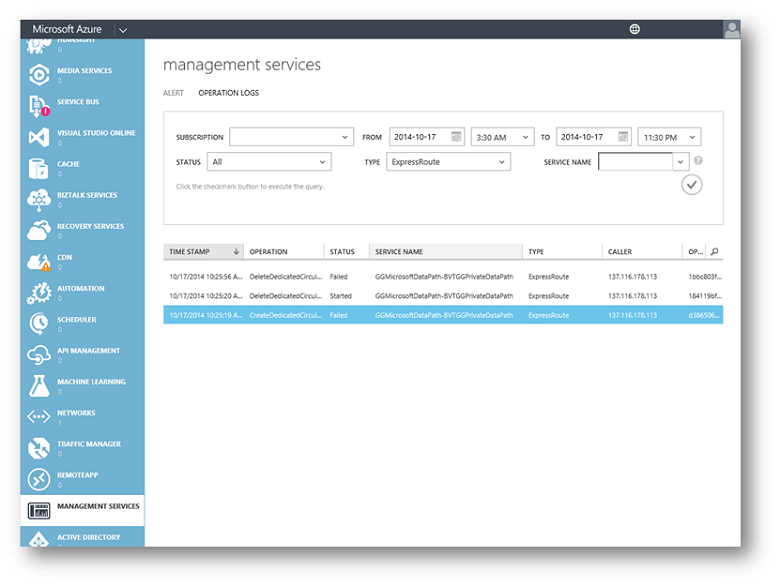 Microsoft Azure
HDINSIGHT
0
MEDIA SERVICES
0
SERVICE BUS
1
VISUAL STUDIO ONLINE
0
CACHE
0
BIZTALK SERVICES
0
RECOVERY SERVICES
0
CDN
0
AUTOMATION
0
SCHEDULER
0
API MANAGEMENT
0
MACHINE LEARNING
0
NETWORKS
1
TRAFFIC MANAGER
0
REMOTEAPP
0
MANAGEMENT SERVICES
ACTIVE DIRECTORY
management services
ALERT OPERATION LOGS
SUBSCRIPTION FROM 2014-10-17 3:30 AM TO 2014-10-17 11:30 PM
STATUS All TYPE ExpressRoute SERVICE NAME ?
Click the checkmark button to execute the query.
TIME STAMP OPERATION STATUS SERVICE NAME TYPE CALLER OP...
10/17/2014 10:25:56 A... DeleteDedicatedCircui... Failed GGMicrosoftDataPath-BVTGGPrivateDataPath ExpressRoute 137.116.178.113 1bbc803f...
10/17/2014 10:25:20 A... DeleteDedicatedCircui... Started GGMicrosoftDataPath-BVTGGPrivateDataPath ExpressRoute 137.116.178.113 184119bf...
10/17/2014 10:25:19 A... CreateDedicatedCircui... Failed GGMicrosoftDataPath-BVTGGPrivateDataPath ExpressRoute 137.116.178.113 d386506...